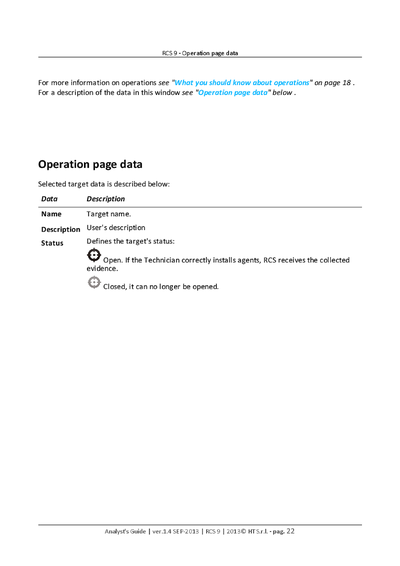 RCS 9 - Operation page data
For more information on operations see "What you should know about operations" on page 18 .
For a description of the data in this window see "Operation page data" below .
Operation page data
Selected target data is described below:
Data Description
Name Target name.
Description User's description
Status Defines the target's status:
Open. If the Technician correctly installs agents, RCS receives the collected
evidence.
Closed, it can no longer be opened.
Analyst's Guide | ver.1.4 SEP-2013 | RCS 9 | 2013© HT S.r.l. - pag. 22